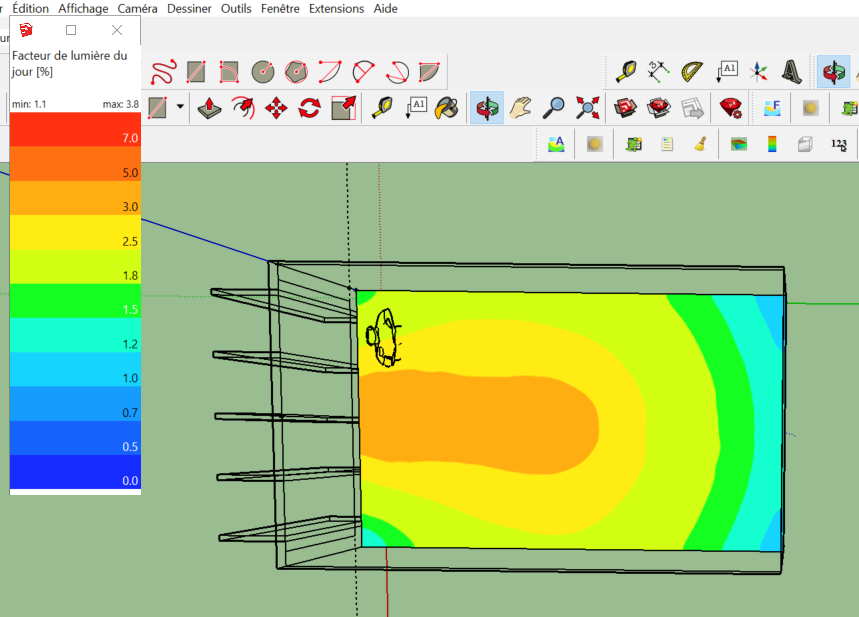 Édition Affichage Caméra Dessiner Outils Fenêtre Extensions Aide
Facteur de lumière du
jour [%]
min: 1.1 max: 3.8
7.0
5.0
3.0
2.5
1.8
1.5
1.2
1.0
0.7
0.5
0.0
A1
A1
123